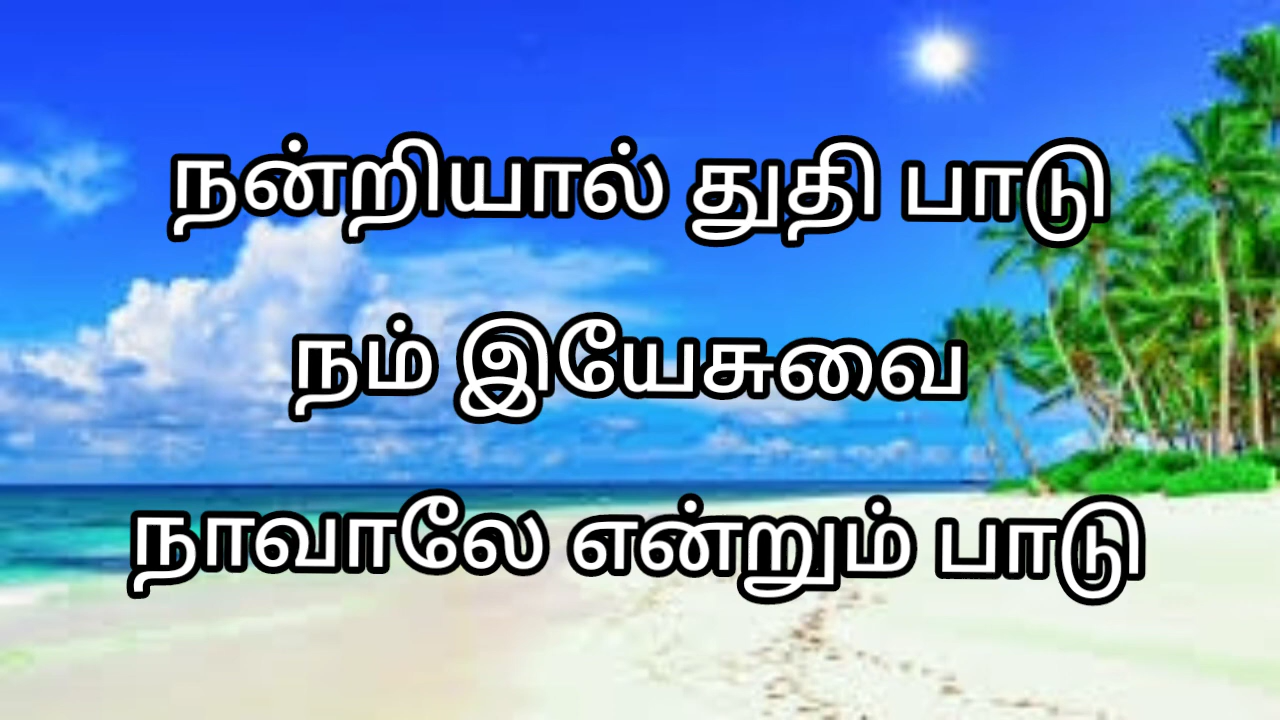 நன்றியால் துதி பாடு
நம் இயேசுவை
நாவாலே என்றும் பாடு